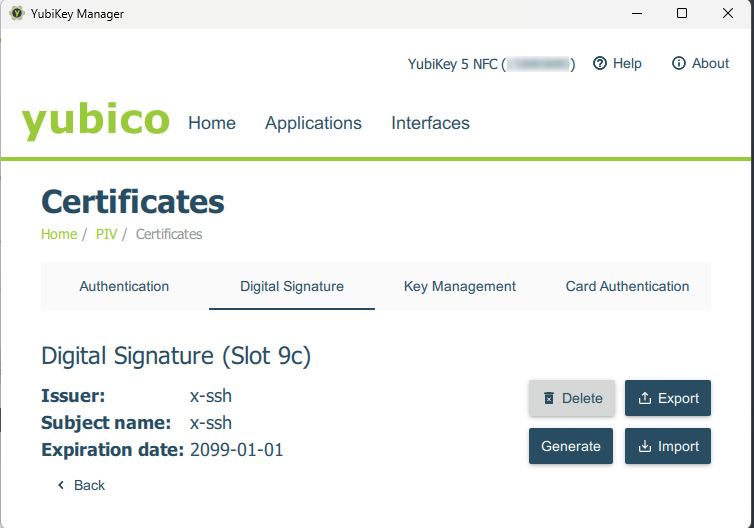 YubiKey Manager
YubiKey 5 NFC ( ) Help About
yubico Home Applications Interfaces
Certificates
Home / PIV / Certificates
Authentication Digital Signature Key Management Card Authentication
Digital Signature (Slot 9c)
Issuer: x-ssh Delete Export
Subject name: x-ssh
Expiration date: 2099-01-01 Generate Import
Back